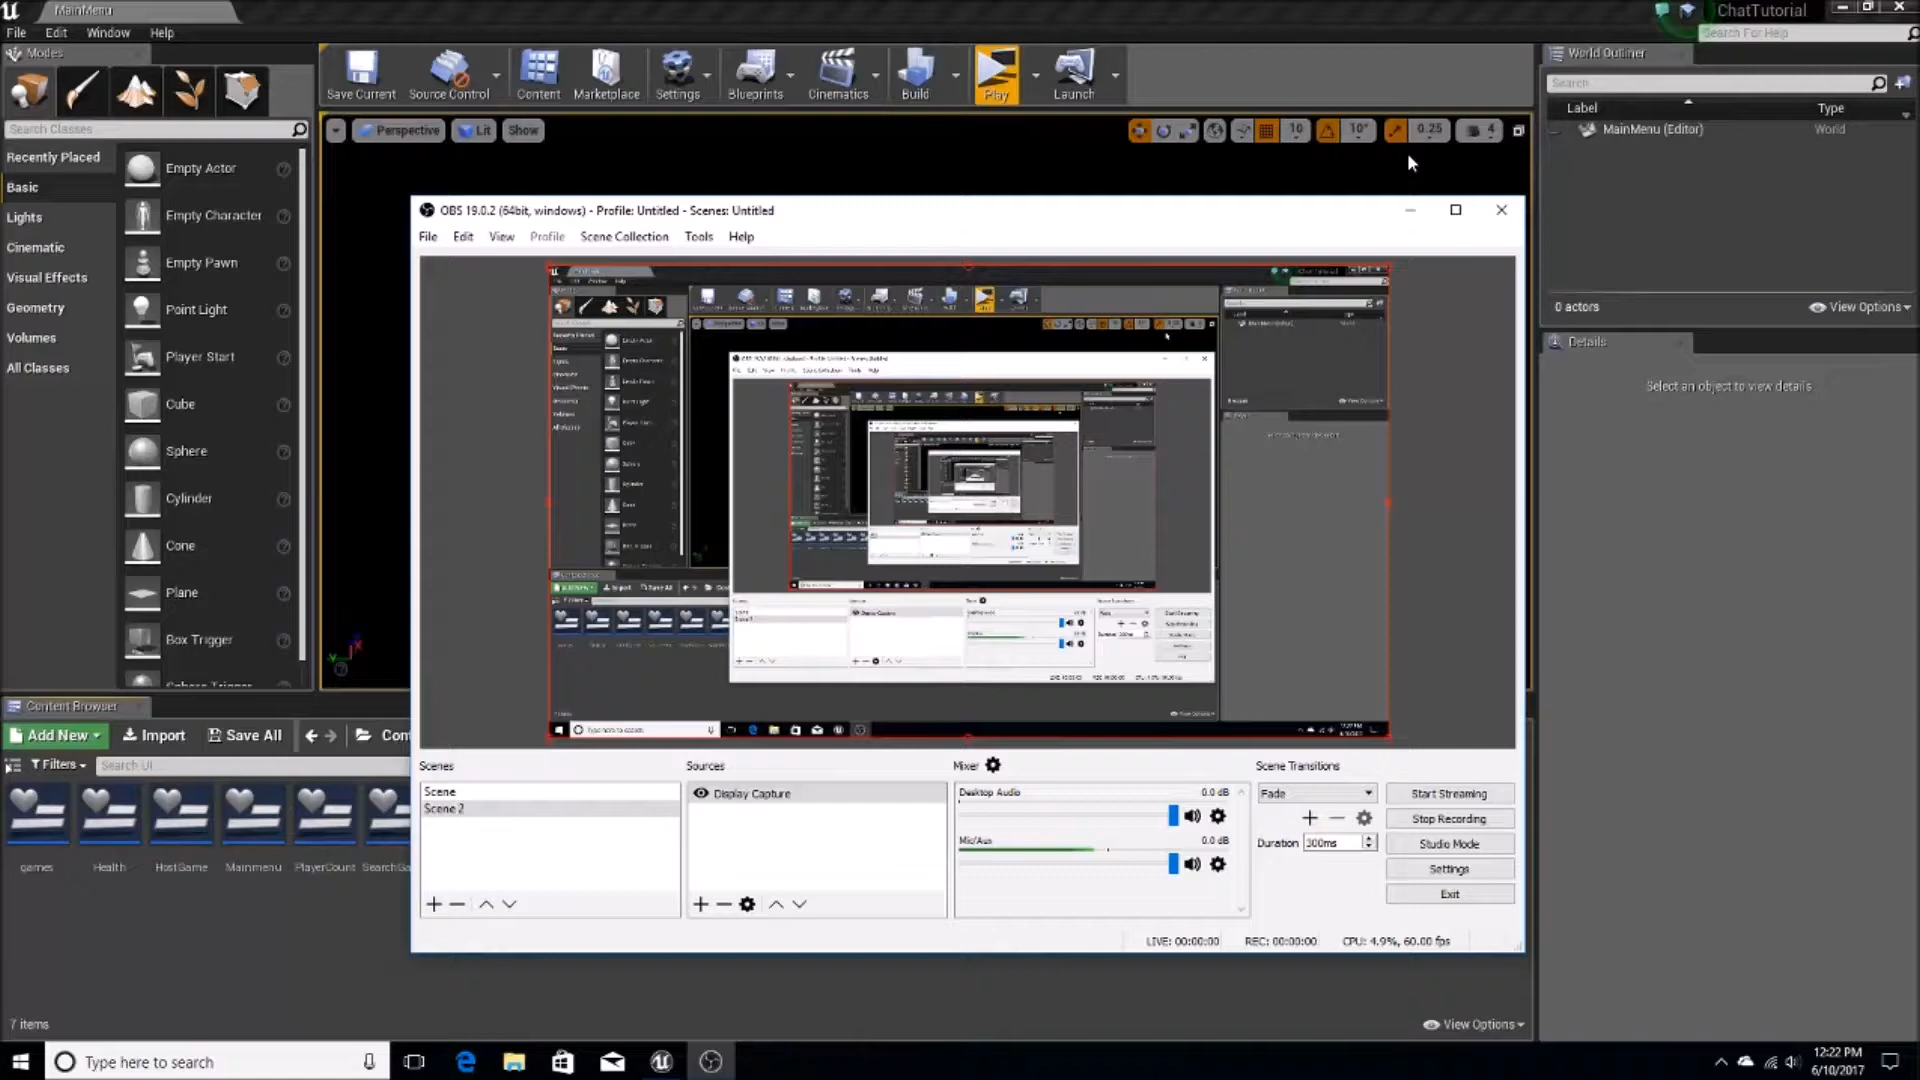 MainMenu
ChatTutorial
File Edit Window Help
Search For Help
Modes
Save Current Source Control Content Marketplace Settings Blueprints Cinematics Build Play Launch
World Outliner
Search
Label Type
MainMenu (Editor) World
0 actors View Options
Details
Select an object to view details
Search Classes
Perspective Lit Show
10 10° 0.25 4
Recently Placed
Basic
Lights
Cinematic
Visual Effects
Geometry
Volumes
All Classes
Empty Actor
Empty Character
Empty Pawn
Point Light
Player Start
Cube
Sphere
Cylinder
Cone
Plane
Box Trigger
Sphere Trigger
OBS 19.0.2 (64bit, windows) - Profile: Untitled - Scenes: Untitled
File Edit View Profile Scene Collection Tools Help
Scenes
Scene
Scene 2
Sources
Display Capture
Mixer
Desktop Audio 0.0 dB
Mic/Aux 0.0 dB
Scene Transitions
Fade
Duration 300ms
Start Streaming
Stop Recording
Studio Mode
Settings
Exit
LIVE: 00:00:00 REC: 00:00:00 CPU: 4.9%, 60.00 fps
Content Browser
Add New Import Save All
Filters Search UI
games Health HostGame Mainmenu PlayerCount
7 items
View Options
Type here to search
12:22 PM
6/10/2017